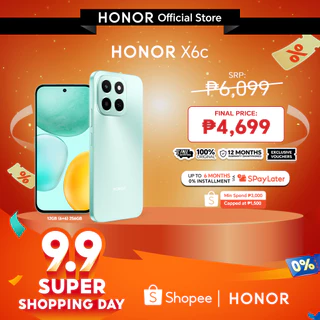 HONOR Official Store
HONOR X6c
SRP:
₱6,099
FINAL PRICE:
₱4,699
100%
12 MONTHS
EXCLUSIVE
VOUCHERS
UP TO 6 MONTHS
0% INSTALLMENT
SPayLater
Min Spend ₱3,000
Capped at ₱1,500
9.9
SUPER
SHOPPING DAY
Shopee | HONOR
0%
%
%